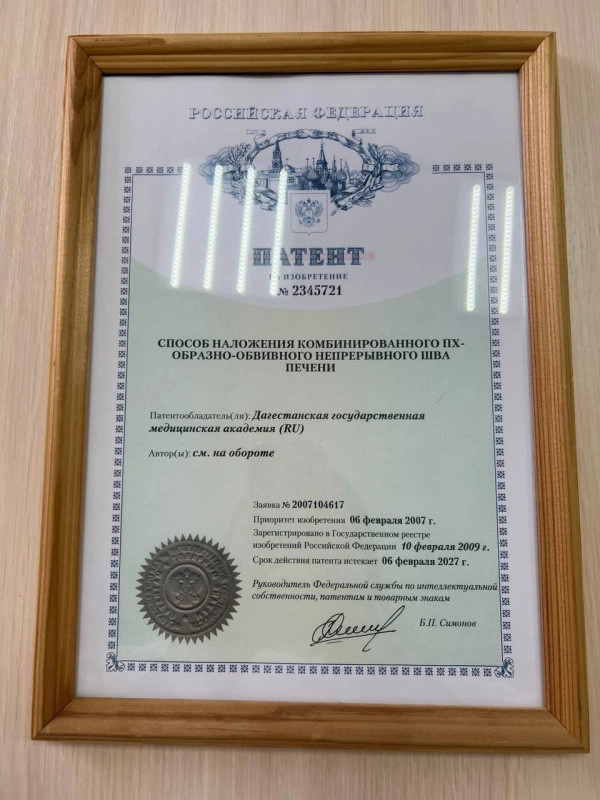 РОССИЙСКАЯ ФЕДЕРАЦИЯ
ПАТЕНТ
НА ИЗОБРЕТЕНИЕ
№ 2345721
СПОСОБ НАЛОЖЕНИЯ КОМБИНИРОВАННОГО ПХ-
ОБРАЗНО-ОБВИВНОГО НЕПРЕРЫВНОГО ШВА
ПЕЧЕНИ
Патентообладатель(ли): Дагестанская государственная
медицинская академия (RU)
Автор(ы): см. на обороте
Заявка № 2007104617
Приоритет изобретения 06 февраля 2007 г.
Зарегистрировано в Государственном реестре
изобретений Российской Федерации 10 февраля 2009 г.
Срок действия патента истекает 06 февраля 2027 г.
Руководитель Федеральной службы по интеллектуальной
собственности, патентам и товарным знакам
Б.П. Симонов